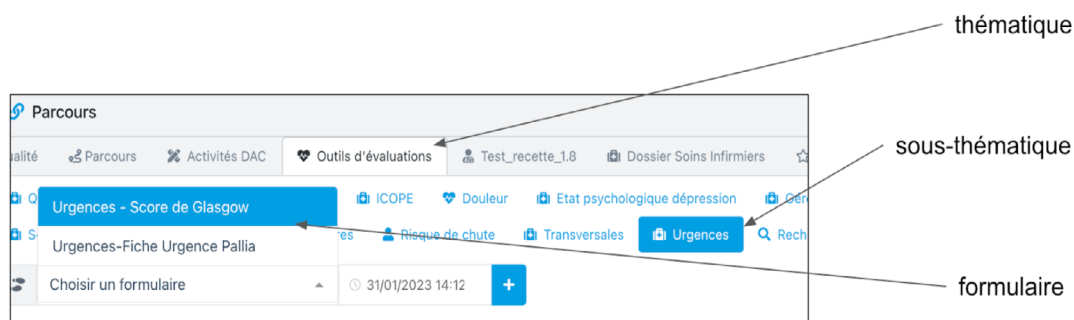 thématique
Parcours
Parcours Activités DAC Outils d'évaluations Test_recette_1.8 Dossier Soins Infirmiers
sous-thématique
ICOPE Douleur Etat psychologique dépression
Urgences - Score de Glasgow
Risque de chute Transversales Urgences
Urgences-Fiche Urgence Pallia
Choisir un formulaire 31/01/2023 14:12 +
formulaire